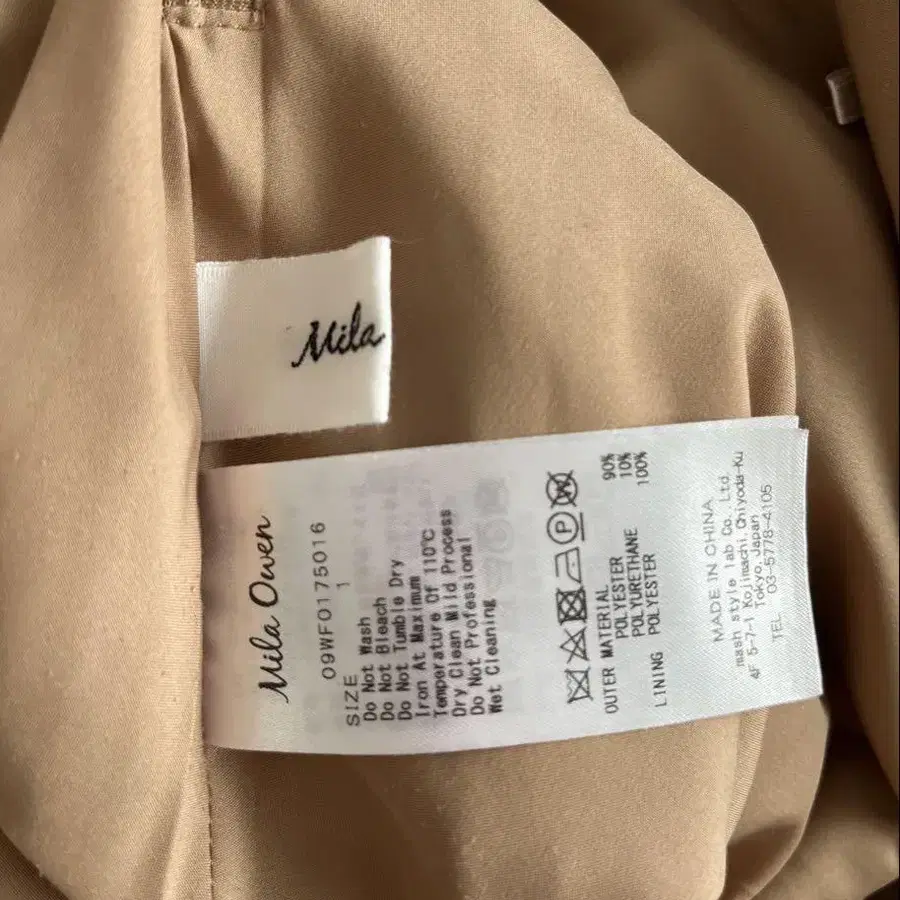 Mila
Mila Owen
09WFO175016
SIZE 1
Do Not Wash
Do Not Bleach
Do Not Tumble Dry
Iron At Maximum
Temperature Of 110°C
Dry Clean Mild Process
Do Not Professional
Wet Cleaning
P W
OUTER MATERIAL
POLYESTER 90%
POLYURETHANE 10%
LINING POLYESTER 100%
MADE IN CHINA
mash style lab Co., Ltd.
4F 5-7-1 Kojimachi, Chiyoda-Ku
Tokyo, Japan
TEL 03-5778-4105